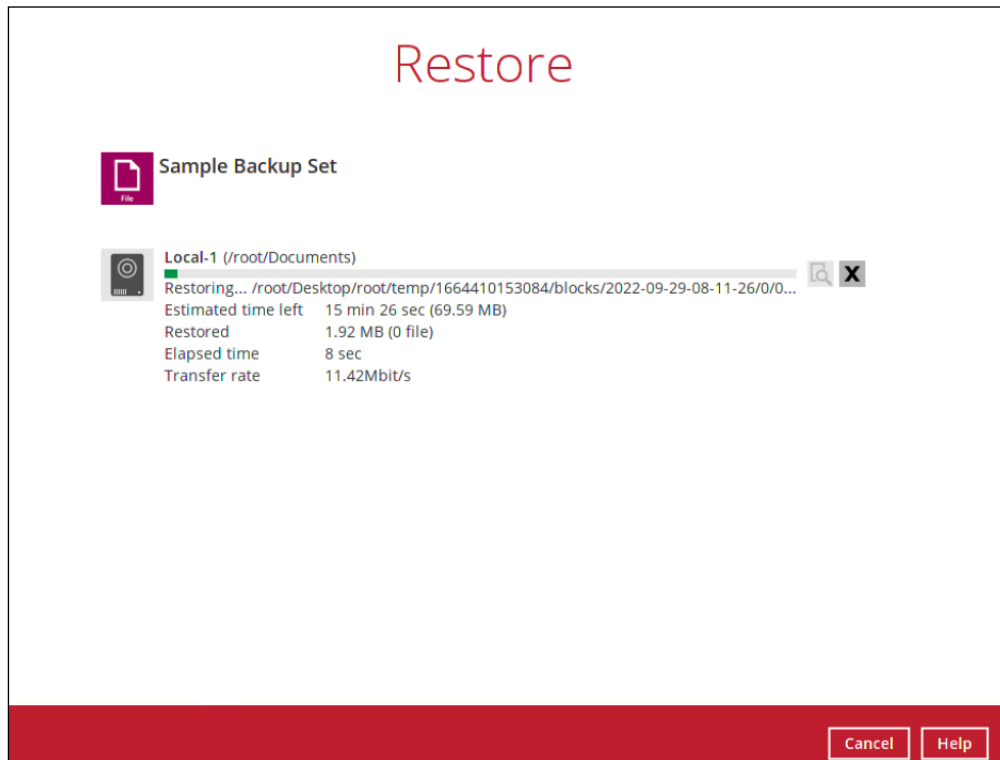 Restore
Sample Backup Set
File
Local-1 (/root/Documents)
Restoring... /root/Desktop/root/temp/1664410153084/blocks/2022-09-29-08-11-26/0/0...
Estimated time left 15 min 26 sec (69.59 MB)
Restored 1.92 MB (0 file)
Elapsed time 8 sec
Transfer rate 11.42Mbit/s
X
Cancel Help